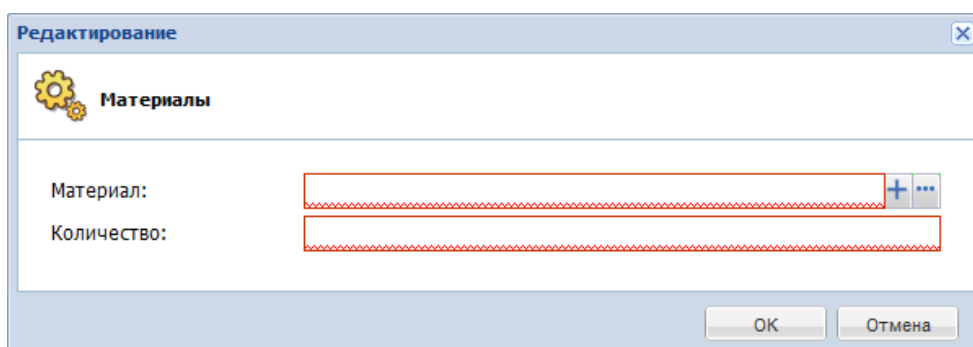 Редактирование
Материалы
Материал:
Количество:
OK
Отмена